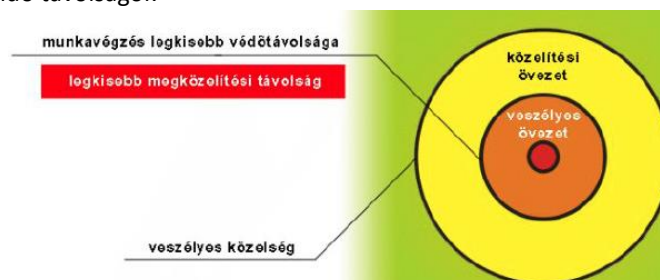 munkavégzés legkisebb védőtávolsága
legkisebb megközelítési távolság
közelítési
övezet
veszélyes
övezet
veszélyes közelség